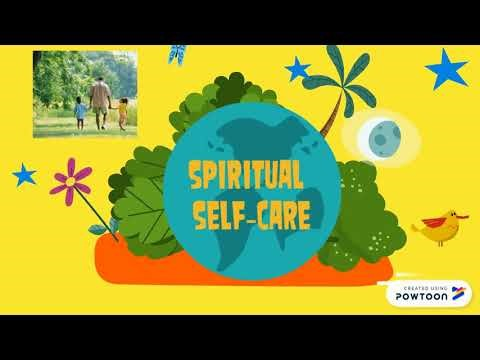 SPIRITUAL
SELF-CARE
CREATED USING
POWTOON